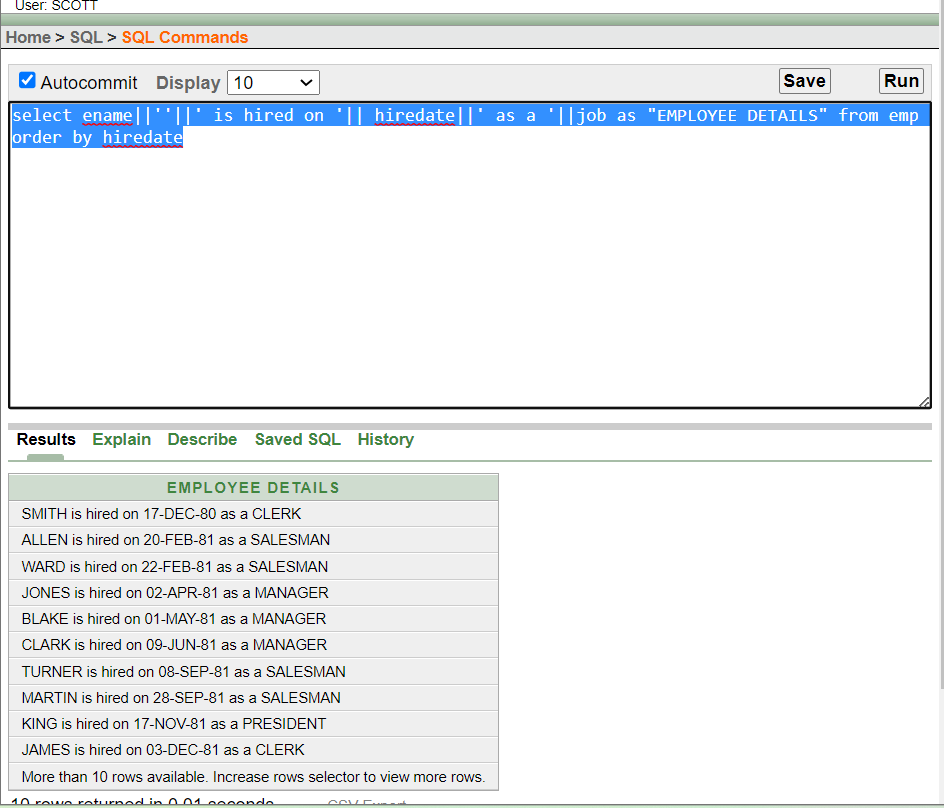 User: SCOTT
Home > SQL > SQL Commands
Autocommit Display 10 Save Run
select ename||''||' is hired on '|| hiredate||' as a '||job as "EMPLOYEE DETAILS" from emp
order by hiredate
Results Explain Describe Saved SQL History
EMPLOYEE DETAILS
SMITH is hired on 17-DEC-80 as a CLERK
ALLEN is hired on 20-FEB-81 as a SALESMAN
WARD is hired on 22-FEB-81 as a SALESMAN
JONES is hired on 02-APR-81 as a MANAGER
BLAKE is hired on 01-MAY-81 as a MANAGER
CLARK is hired on 09-JUN-81 as a MANAGER
TURNER is hired on 08-SEP-81 as a SALESMAN
MARTIN is hired on 28-SEP-81 as a SALESMAN
KING is hired on 17-NOV-81 as a PRESIDENT
JAMES is hired on 03-DEC-81 as a CLERK
More than 10 rows available. Increase rows selector to view more rows.
10 rows returned in 0.01 seconds CSV Export